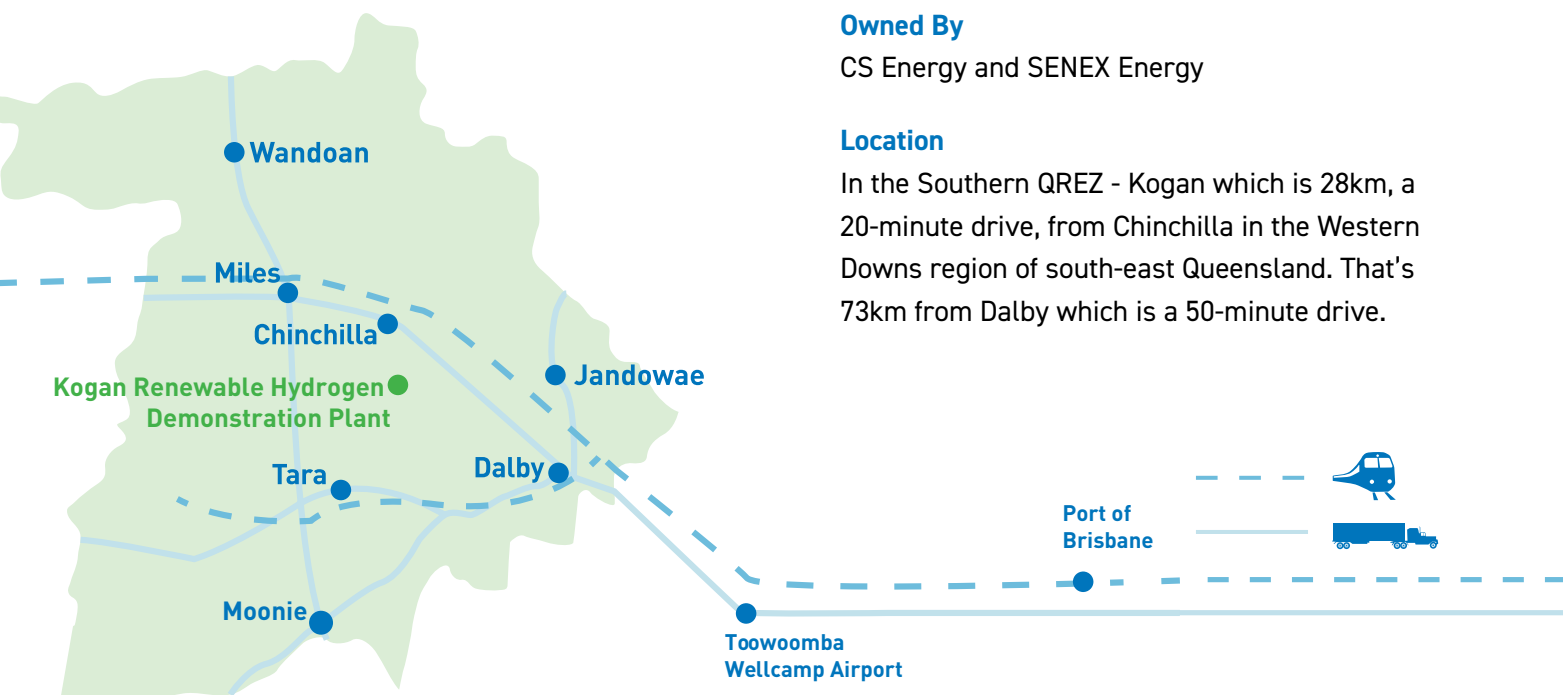 Owned By
CS Energy and SENEX Energy
Location
In the Southern QREZ - Kogan which is 28km, a
20-minute drive, from Chinchilla in the Western
Downs region of south-east Queensland. That's
73km from Dalby which is a 50-minute drive.
Wandoan
Miles
Chinchilla
Jandowae
Kogan Renewable Hydrogen
Demonstration Plant
Tara
Dalby
Port of
Brisbane
Moonie
Toowoomba
Wellcamp Airport